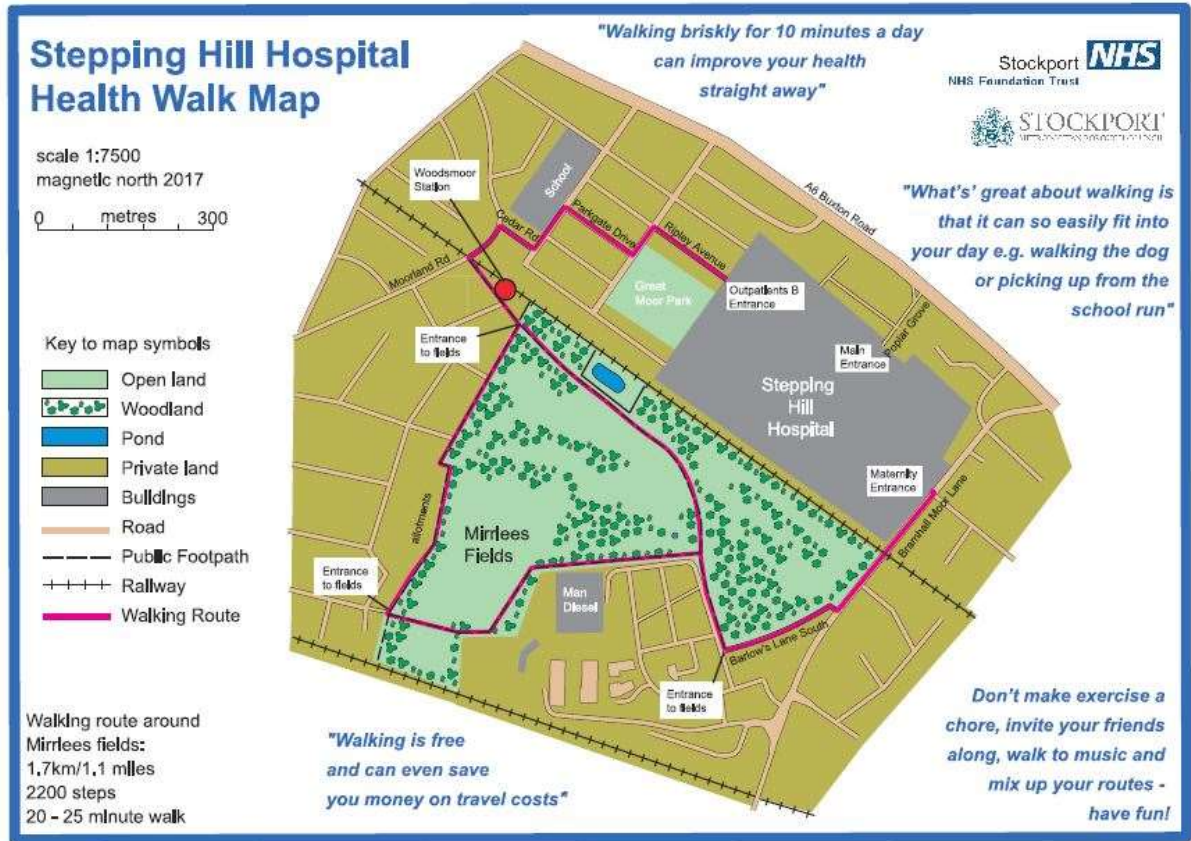 Stepping Hill Hospital
Health Walk Map
scale 1:7500
magnetic north 2017
0 metres 300
"Walking briskly for 10 minutes a day
can improve your health
straight away"
Stockport NHS
NHS Foundation Trust
STOCKPORT
METROPOLITAN BOROUGH COUNCIL
"What's' great about walking is
that it can so easily fit into
your day e.g. walking the dog
or picking up from the
school run"
Woodsmoor
Station
School
Cedar Rd
Parkgate Drive
Ripley Avenue
A6 Buxton Road
Moorland Rd
Great
Moor Park
Outpatients B
Entrance
Poplar Grove
Main
Entrance
Entrance
to fields
Stepping
Hill
Hospital
Maternity
Entrance
Bramhall Moor Lane
allotments
Mirrlees
Fields
Entrance
to fields
Man
Diesel
Barlow's Lane South
Entrance
to fields
Key to map symbols
Open land
Woodland
Pond
Private land
Buildings
Road
Public Footpath
Railway
Walking Route
Walking route around
Mirrlees fields:
1.7km/1.1 miles
2200 steps
20 - 25 minute walk
"Walking is free
and can even save
you money on travel costs"
Don't make exercise a
chore, invite your friends
along, walk to music and
mix up your routes -
have fun!